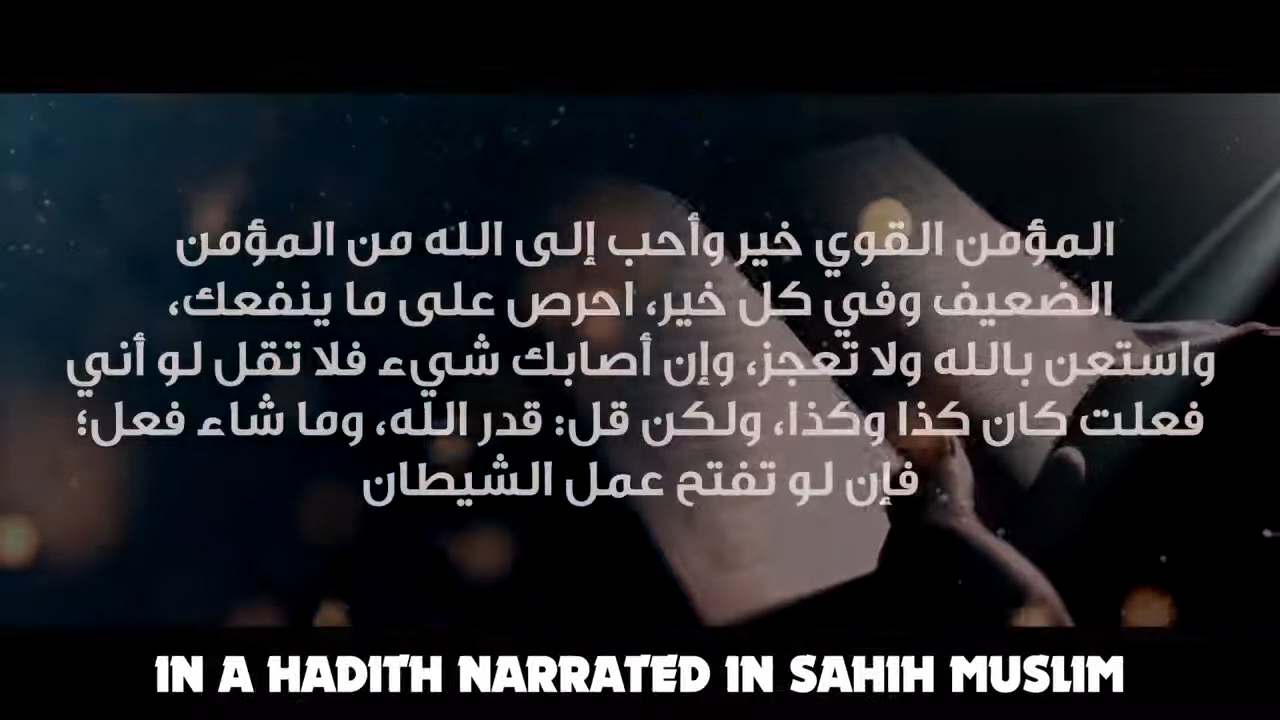 المؤمن القوي خير وأحب إلى الله من المؤمن
الضعيف وفي كل خير، احرص على ما ينفعك،
واستعن بالله ولا تعجز، وإن أصابك شيء فلا تقل لو أني
فعلت كان كذا وكذا، ولكن قل: قدر الله، وما شاء فعل؛
فإن لو تفتح عمل الشيطان
IN A HADITH NARRATED IN SAHIH MUSLIM